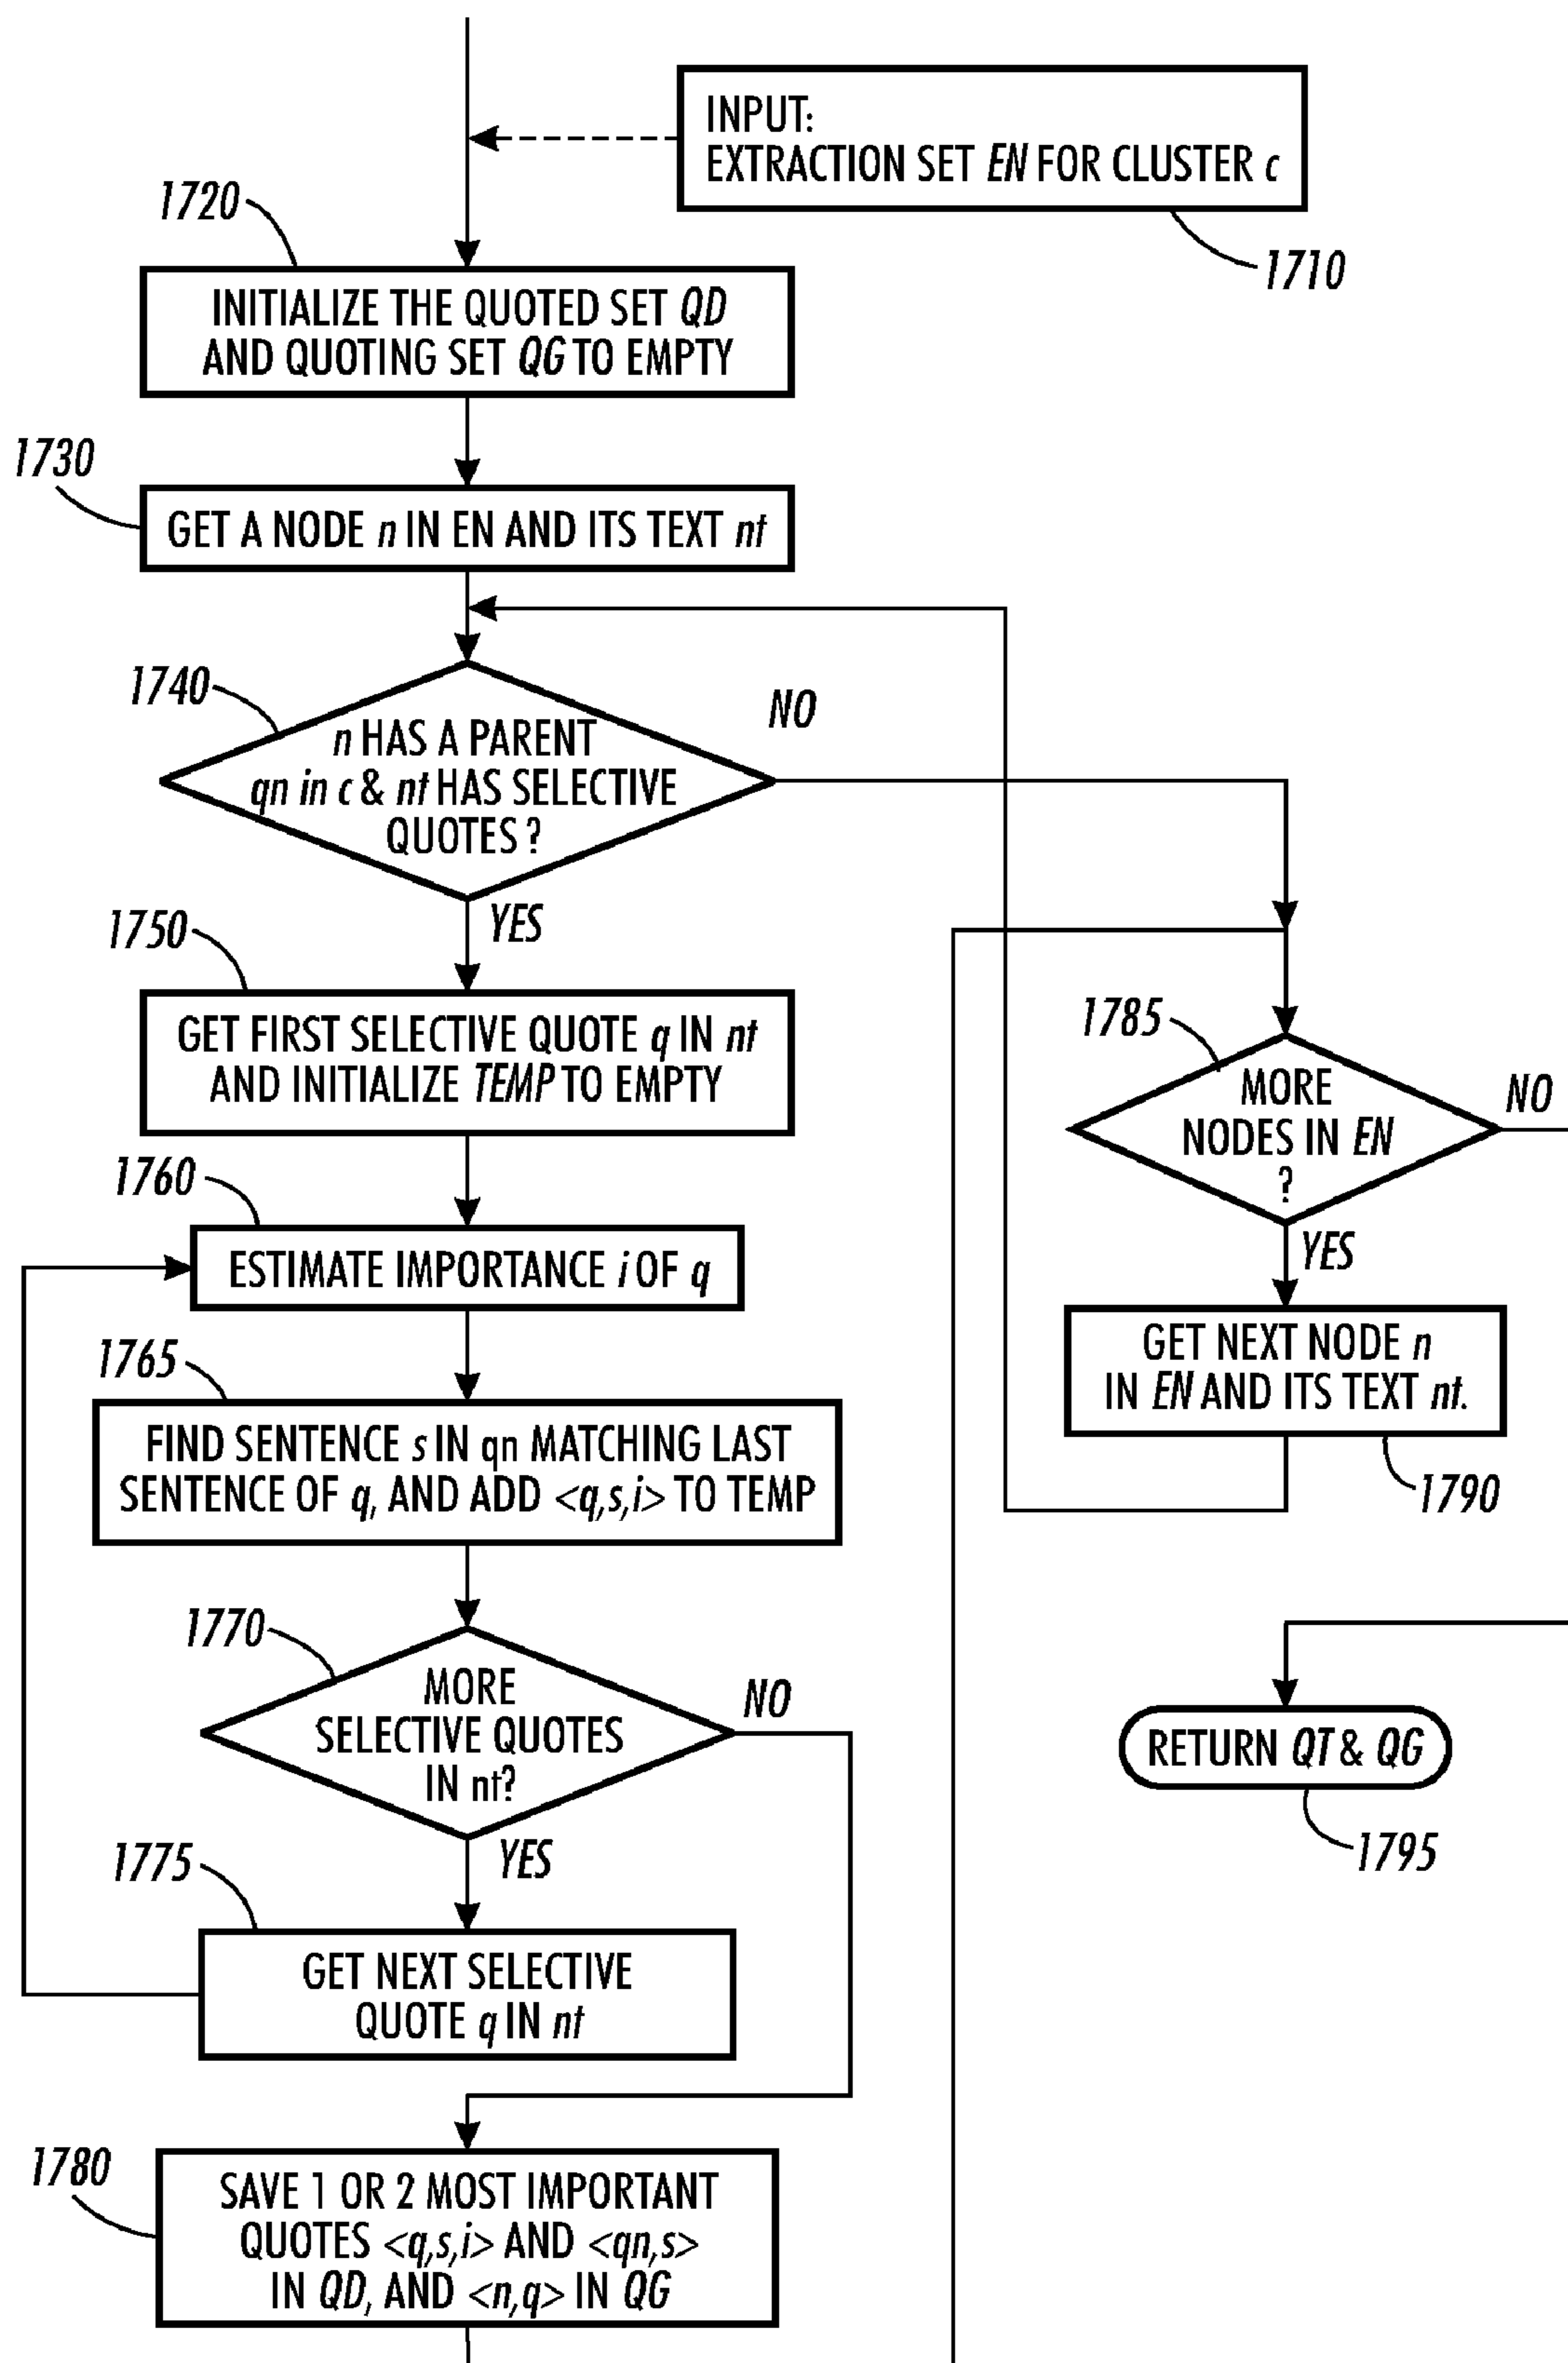 INPUT:
EXTRACTION SET EN FOR CLUSTER c
1710
1720
INITIALIZE THE QUOTED SET QD
AND QUOTING SET QG TO EMPTY
1730
GET A NODE n IN EN AND ITS TEXT nt
1740
n HAS A PARENT
qn in c & nt HAS SELECTIVE
QUOTES ?
NO
YES
1750
GET FIRST SELECTIVE QUOTE q IN nt
AND INITIALIZE TEMP TO EMPTY
1760
ESTIMATE IMPORTANCE i OF q
1765
FIND SENTENCE s IN qn MATCHING LAST
SENTENCE OF q, AND ADD <q,s,i> TO TEMP
1770
MORE
SELECTIVE QUOTES
IN nt?
NO
YES
1775
GET NEXT SELECTIVE
QUOTE q IN nt
1780
SAVE 1 OR 2 MOST IMPORTANT
QUOTES <q,s,i> AND <qn,s>
IN QD, AND <n,q> IN QG
1785
MORE
NODES IN EN
?
NO
YES
GET NEXT NODE n
IN EN AND ITS TEXT nt.
1790
RETURN QT & QG
1795